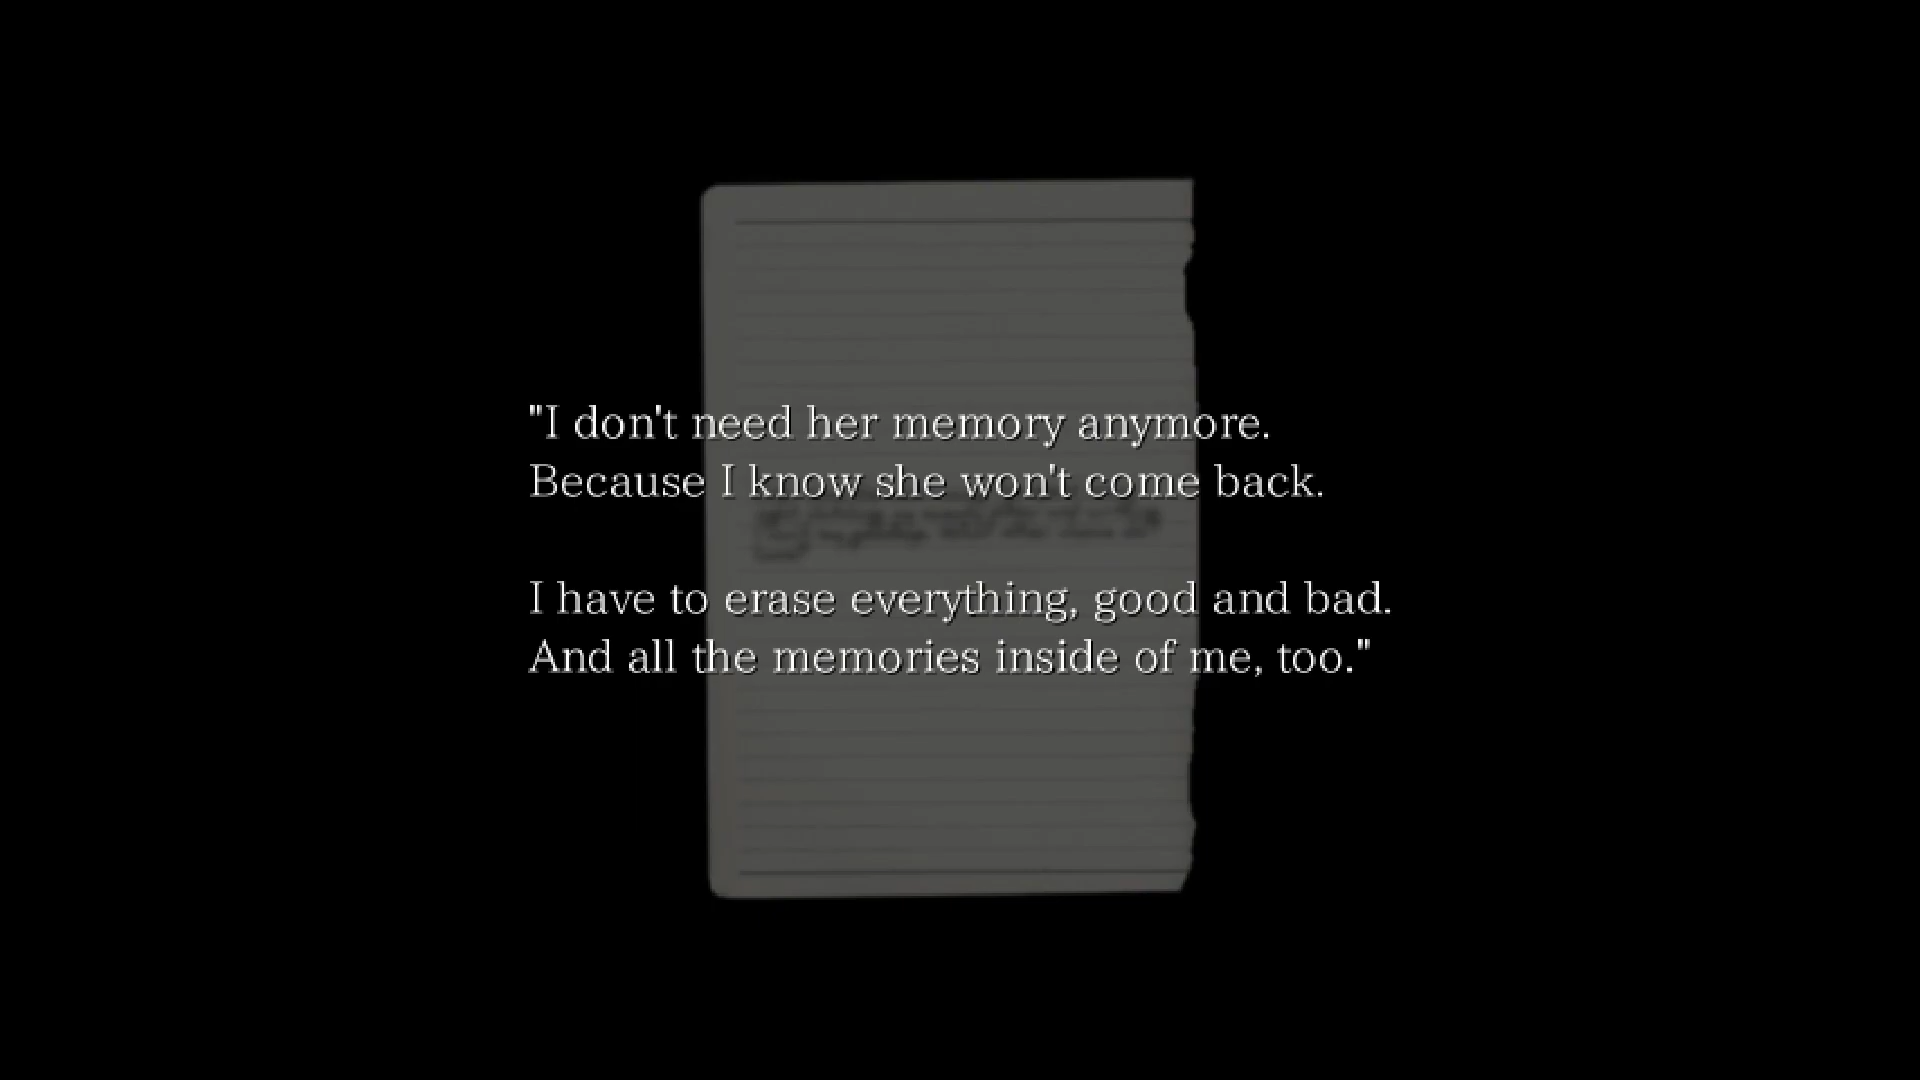 "I don't need her memory anymore.
Because I know she won't come back.
I have to erase everything, good and bad.
And all the memories inside of me, too."